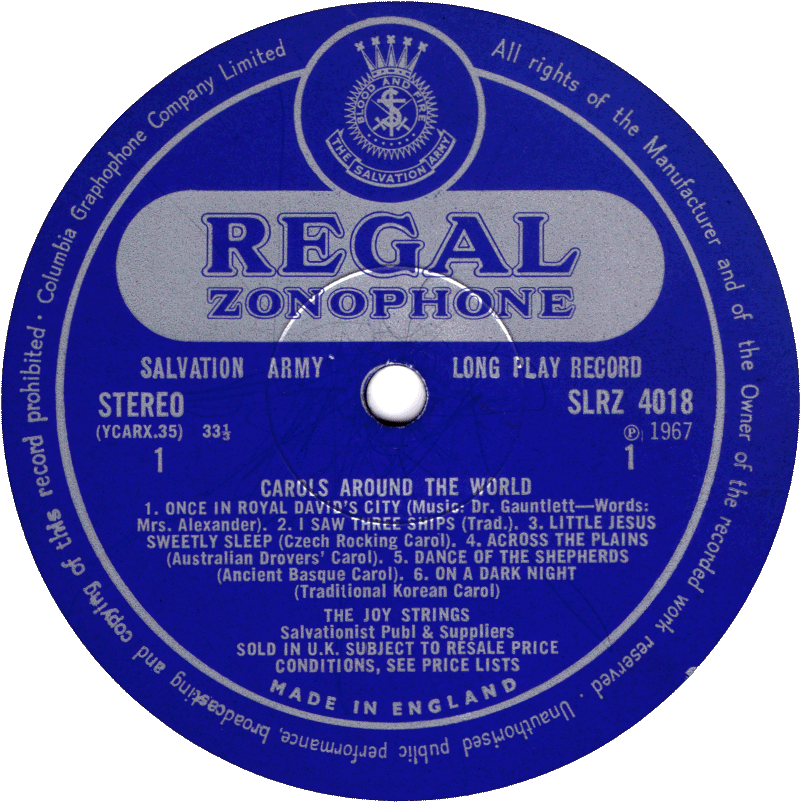 Columbia Graphophone Company Limited
All rights of the Manufacturer and of the Owner of the recorded work reserved · Unauthorised public performance, broadcasting and copying of this record prohibited ·
BLOOD AND FIRE
S
THE SALVATION ARMY
REGAL
ZONOPHONE
SALVATION ARMY LONG PLAY RECORD
STEREO SLRZ 4018
(YCARX.35) 33⅓ Ⓟ 1967
1 1
CAROLS AROUND THE WORLD
1. ONCE IN ROYAL DAVID'S CITY (Music: Dr. Gauntlett—Words:
Mrs. Alexander). 2. I SAW THREE SHIPS (Trad.). 3. LITTLE JESUS
SWEETLY SLEEP (Czech Rocking Carol). 4. ACROSS THE PLAINS
(Australian Drovers' Carol). 5. DANCE OF THE SHEPHERDS
(Ancient Basque Carol). 6. ON A DARK NIGHT
(Traditional Korean Carol)
THE JOY STRINGS
Salvationist Publ & Suppliers
SOLD IN U.K. SUBJECT TO RESALE PRICE
CONDITIONS, SEE PRICE LISTS
MADE IN ENGLAND